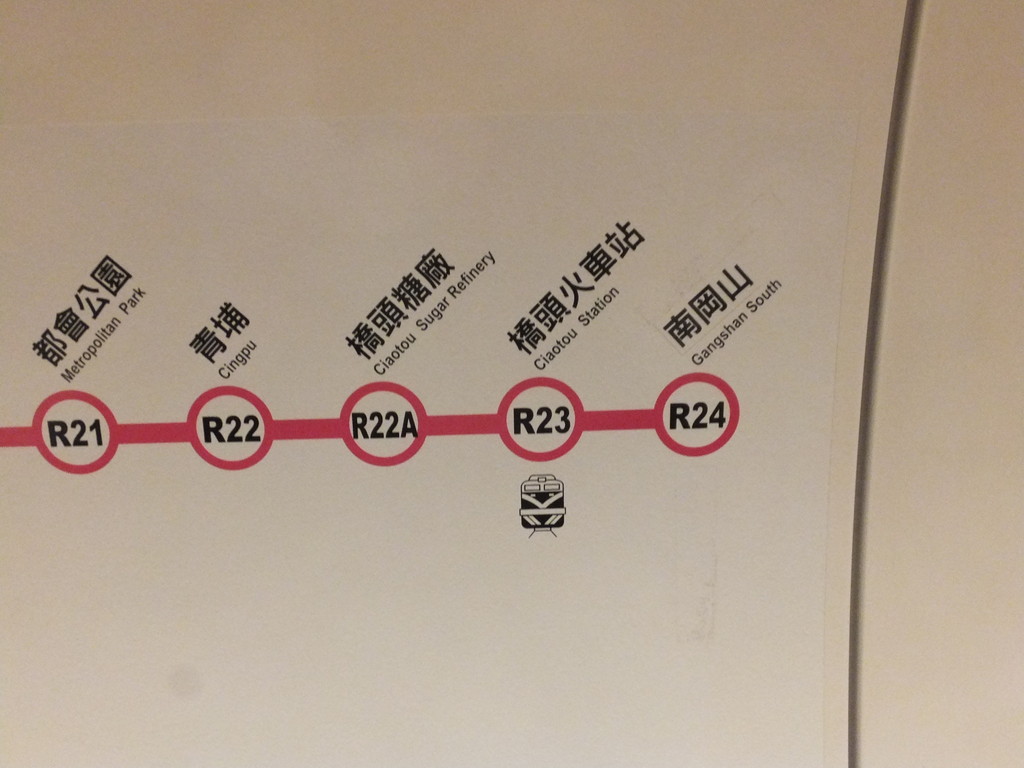 都會公園
Metropolitan Park
青埔
Cingpu
橋頭糖廠
Ciaotou Sugar Refinery
橋頭火車站
Ciaotou Station
南岡山
Gangshan South
R21
R22
R22A
R23
R24